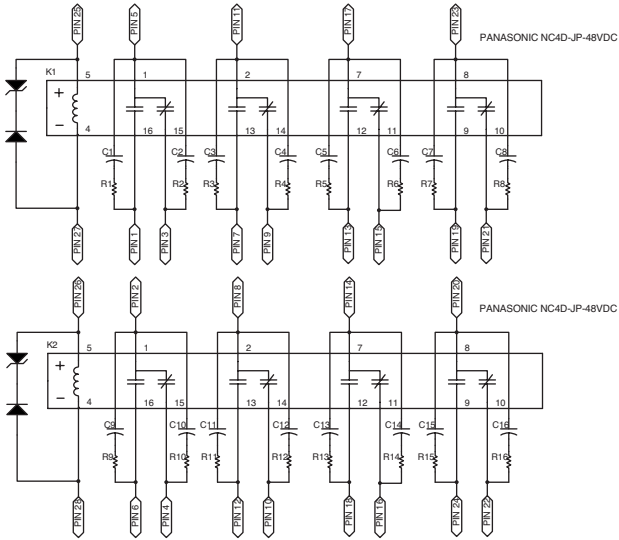 PIN 25 PIN 5 PIN 11 PIN 17 PIN 23
PANASONIC NC4D-JP-48VDC
K1 5 1 2 7 8
+
−
4 16 15 13 14 12 11 9 10
C1 C2 C3 C4 C5 C6 C7 C8
R1 R2 R3 R4 R5 R6 R7 R8
PIN 27 PIN 1 PIN 3 PIN 7 PIN 9 PIN 13 PIN 15 PIN 19 PIN 21
PIN 26 PIN 2 PIN 8 PIN 14 PIN 20
PANASONIC NC4D-JP-48VDC
K2 5 1 2 7 8
+
−
4 16 15 13 14 12 11 9 10
C9 C10 C11 C12 C13 C14 C15 C16
R9 R10 R11 R12 R13 R14 R15 R16
PIN 28 PIN 6 PIN 4 PIN 12 PIN 10 PIN 18 PIN 16 PIN 24 PIN 22